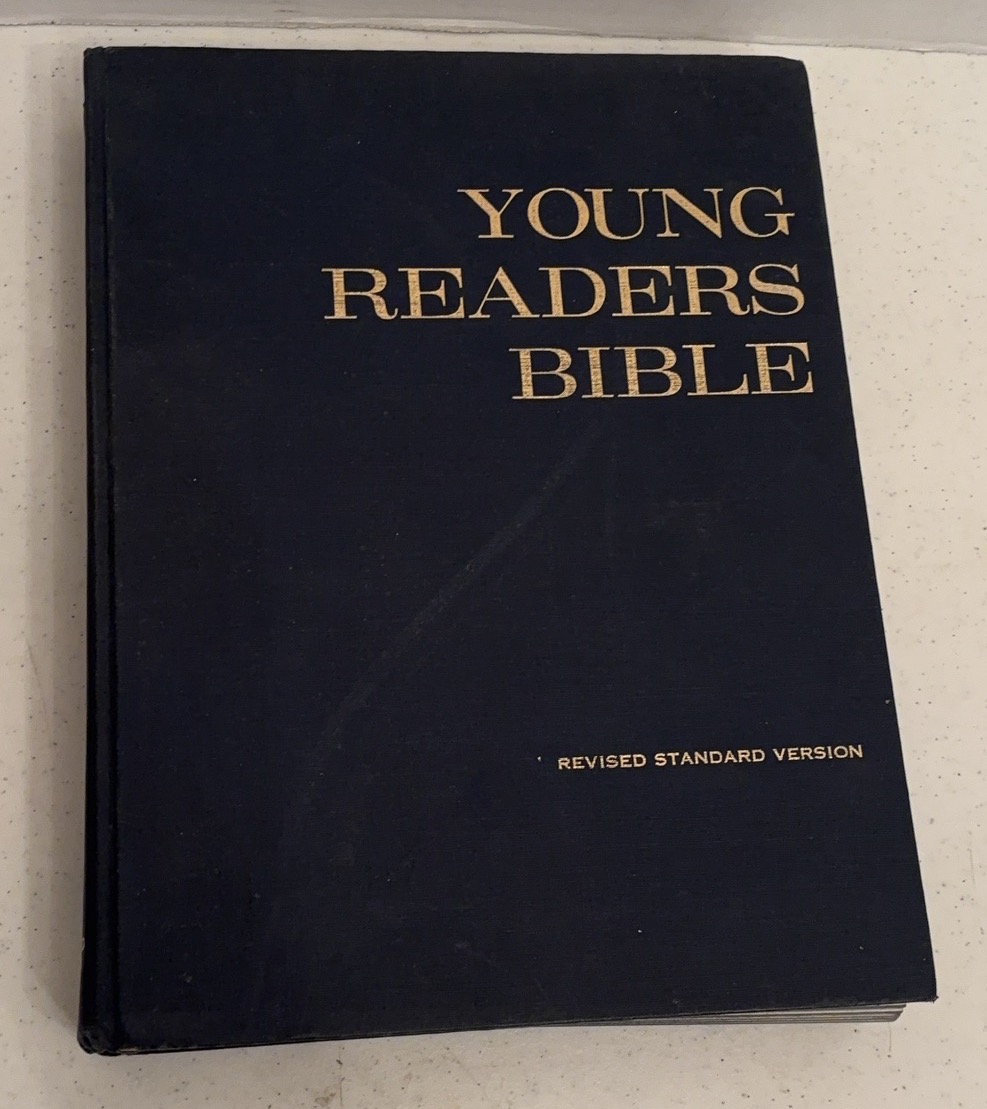 YOUNG
READERS
BIBLE
REVISED STANDARD VERSION